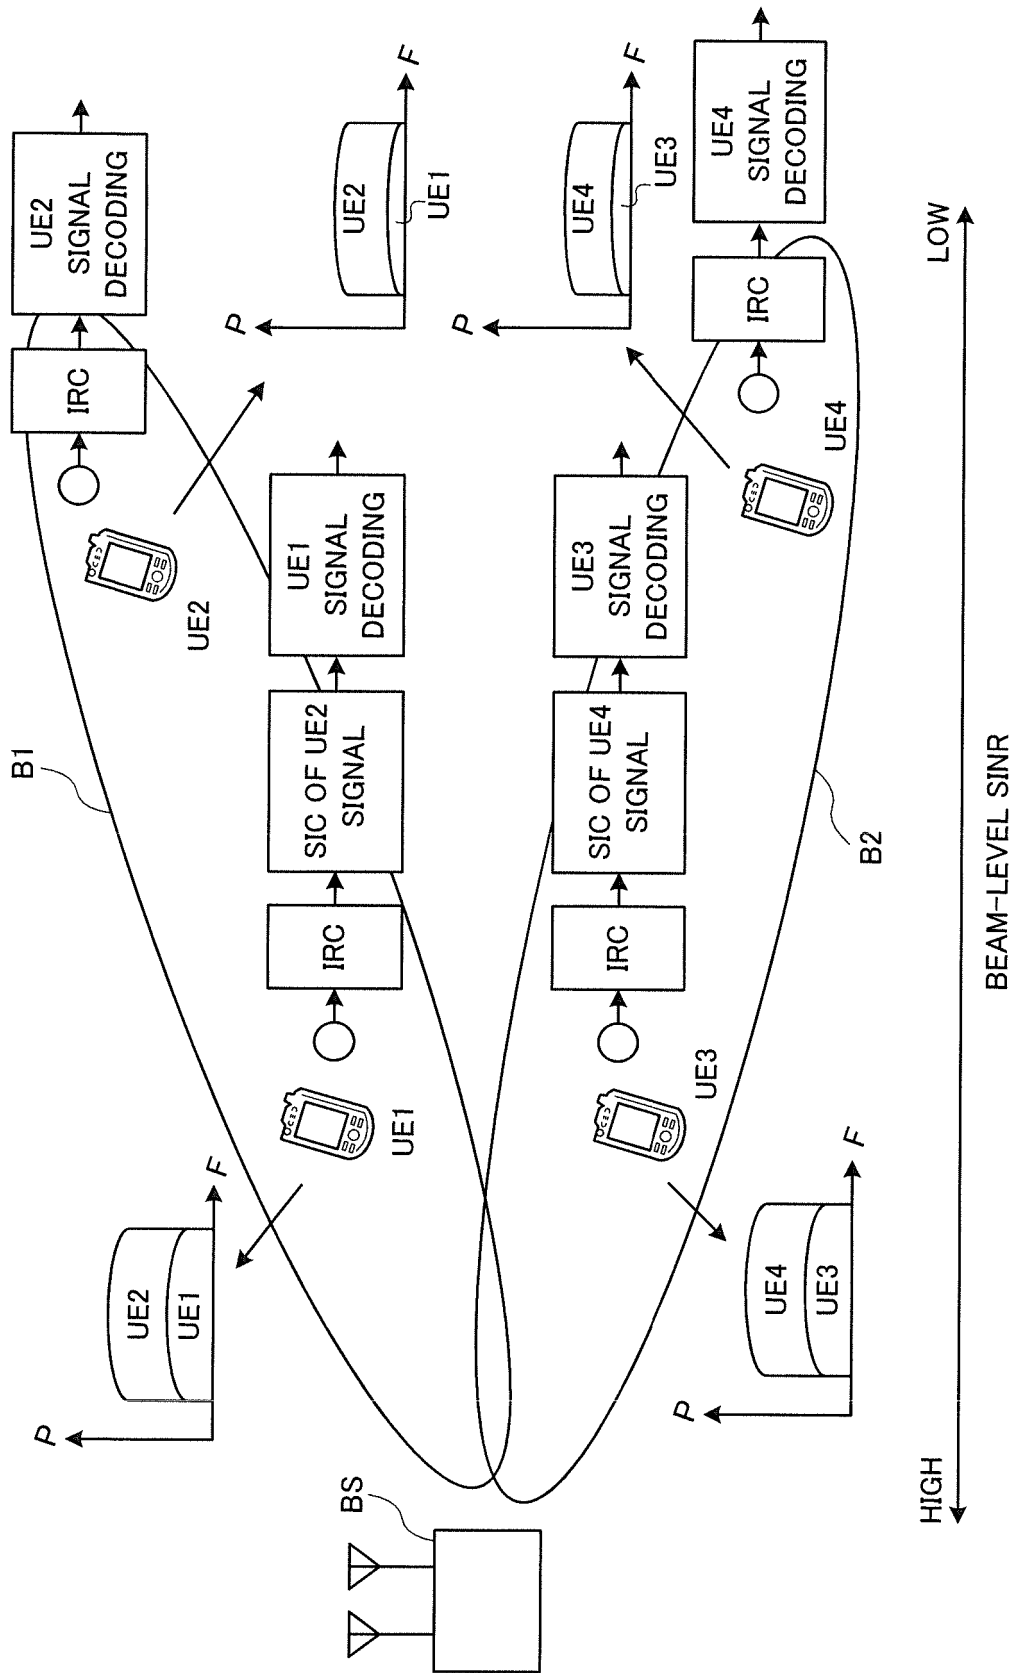 B1
P
UE2
UE1
F
UE2
IRC
UE2
SIGNAL
DECODING
P
UE2
F
UE1
BS
UE1
IRC
SIC OF UE2
SIGNAL
UE1
SIGNAL
DECODING
P
UE4
F
UE3
IRC
SIC OF UE4
SIGNAL
UE3
SIGNAL
DECODING
UE3
P
UE4
UE3
F
IRC
UE4
SIGNAL
DECODING
UE4
B2
HIGH
LOW
BEAM-LEVEL SINR